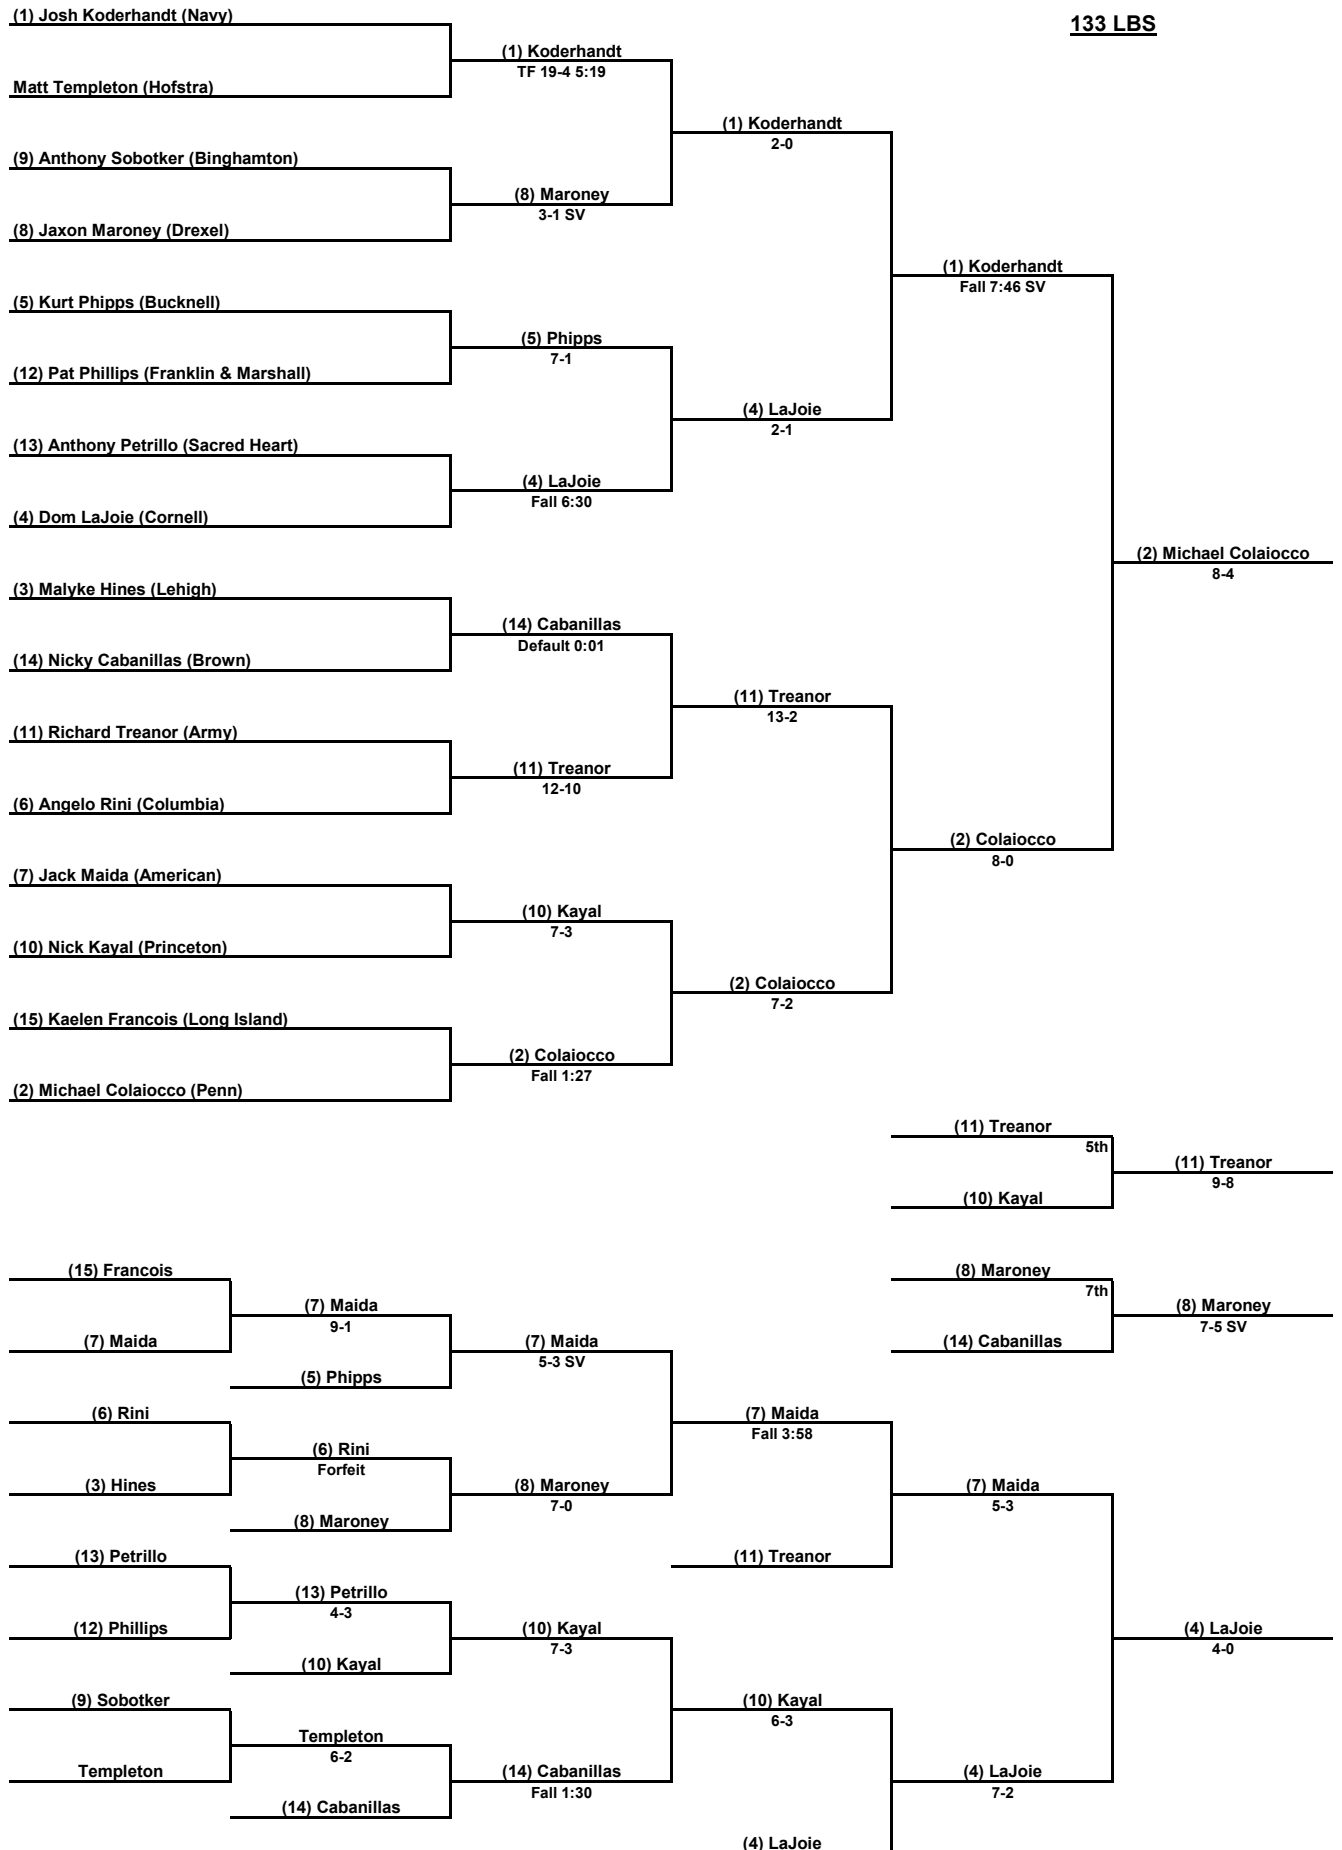 (1) Josh Koderhandt (Navy)
133 LBS
(1) Koderhandt
TF 19-4 5:19
Matt Templeton (Hofstra)
(1) Koderhandt
2-0
(9) Anthony Sobotker (Binghamton)
(8) Maroney
3-1 SV
(8) Jaxon Maroney (Drexel)
(1) Koderhandt
Fall 7:46 SV
(5) Kurt Phipps (Bucknell)
(5) Phipps
7-1
(12) Pat Phillips (Franklin & Marshall)
(4) LaJoie
2-1
(13) Anthony Petrillo (Sacred Heart)
(4) LaJoie
Fall 6:30
(4) Dom LaJoie (Cornell)
(2) Michael Colaiocco
8-4
(3) Malyke Hines (Lehigh)
(14) Cabanillas
Default 0:01
(14) Nicky Cabanillas (Brown)
(11) Treanor
13-2
(11) Richard Treanor (Army)
(11) Treanor
12-10
(6) Angelo Rini (Columbia)
(2) Colaiocco
8-0
(7) Jack Maida (American)
(10) Kayal
7-3
(10) Nick Kayal (Princeton)
(2) Colaiocco
7-2
(15) Kaelen Francois (Long Island)
(2) Colaiocco
Fall 1:27
(2) Michael Colaiocco (Penn)
(11) Treanor
5th
(11) Treanor
9-8
(10) Kayal
(15) Francois
(8) Maroney
7th
(7) Maida
9-1
(8) Maroney
7-5 SV
(7) Maida
(7) Maida
5-3 SV
(14) Cabanillas
(5) Phipps
(6) Rini
(7) Maida
Fall 3:58
(6) Rini
Forfeit
(3) Hines
(8) Maroney
7-0
(7) Maida
5-3
(8) Maroney
(13) Petrillo
(11) Treanor
(13) Petrillo
4-3
(12) Phillips
(10) Kayal
7-3
(4) LaJoie
4-0
(10) Kayal
(9) Sobotker
(10) Kayal
6-3
Templeton
6-2
Templeton
(14) Cabanillas
Fall 1:30
(4) LaJoie
7-2
(14) Cabanillas
(4) LaJoie